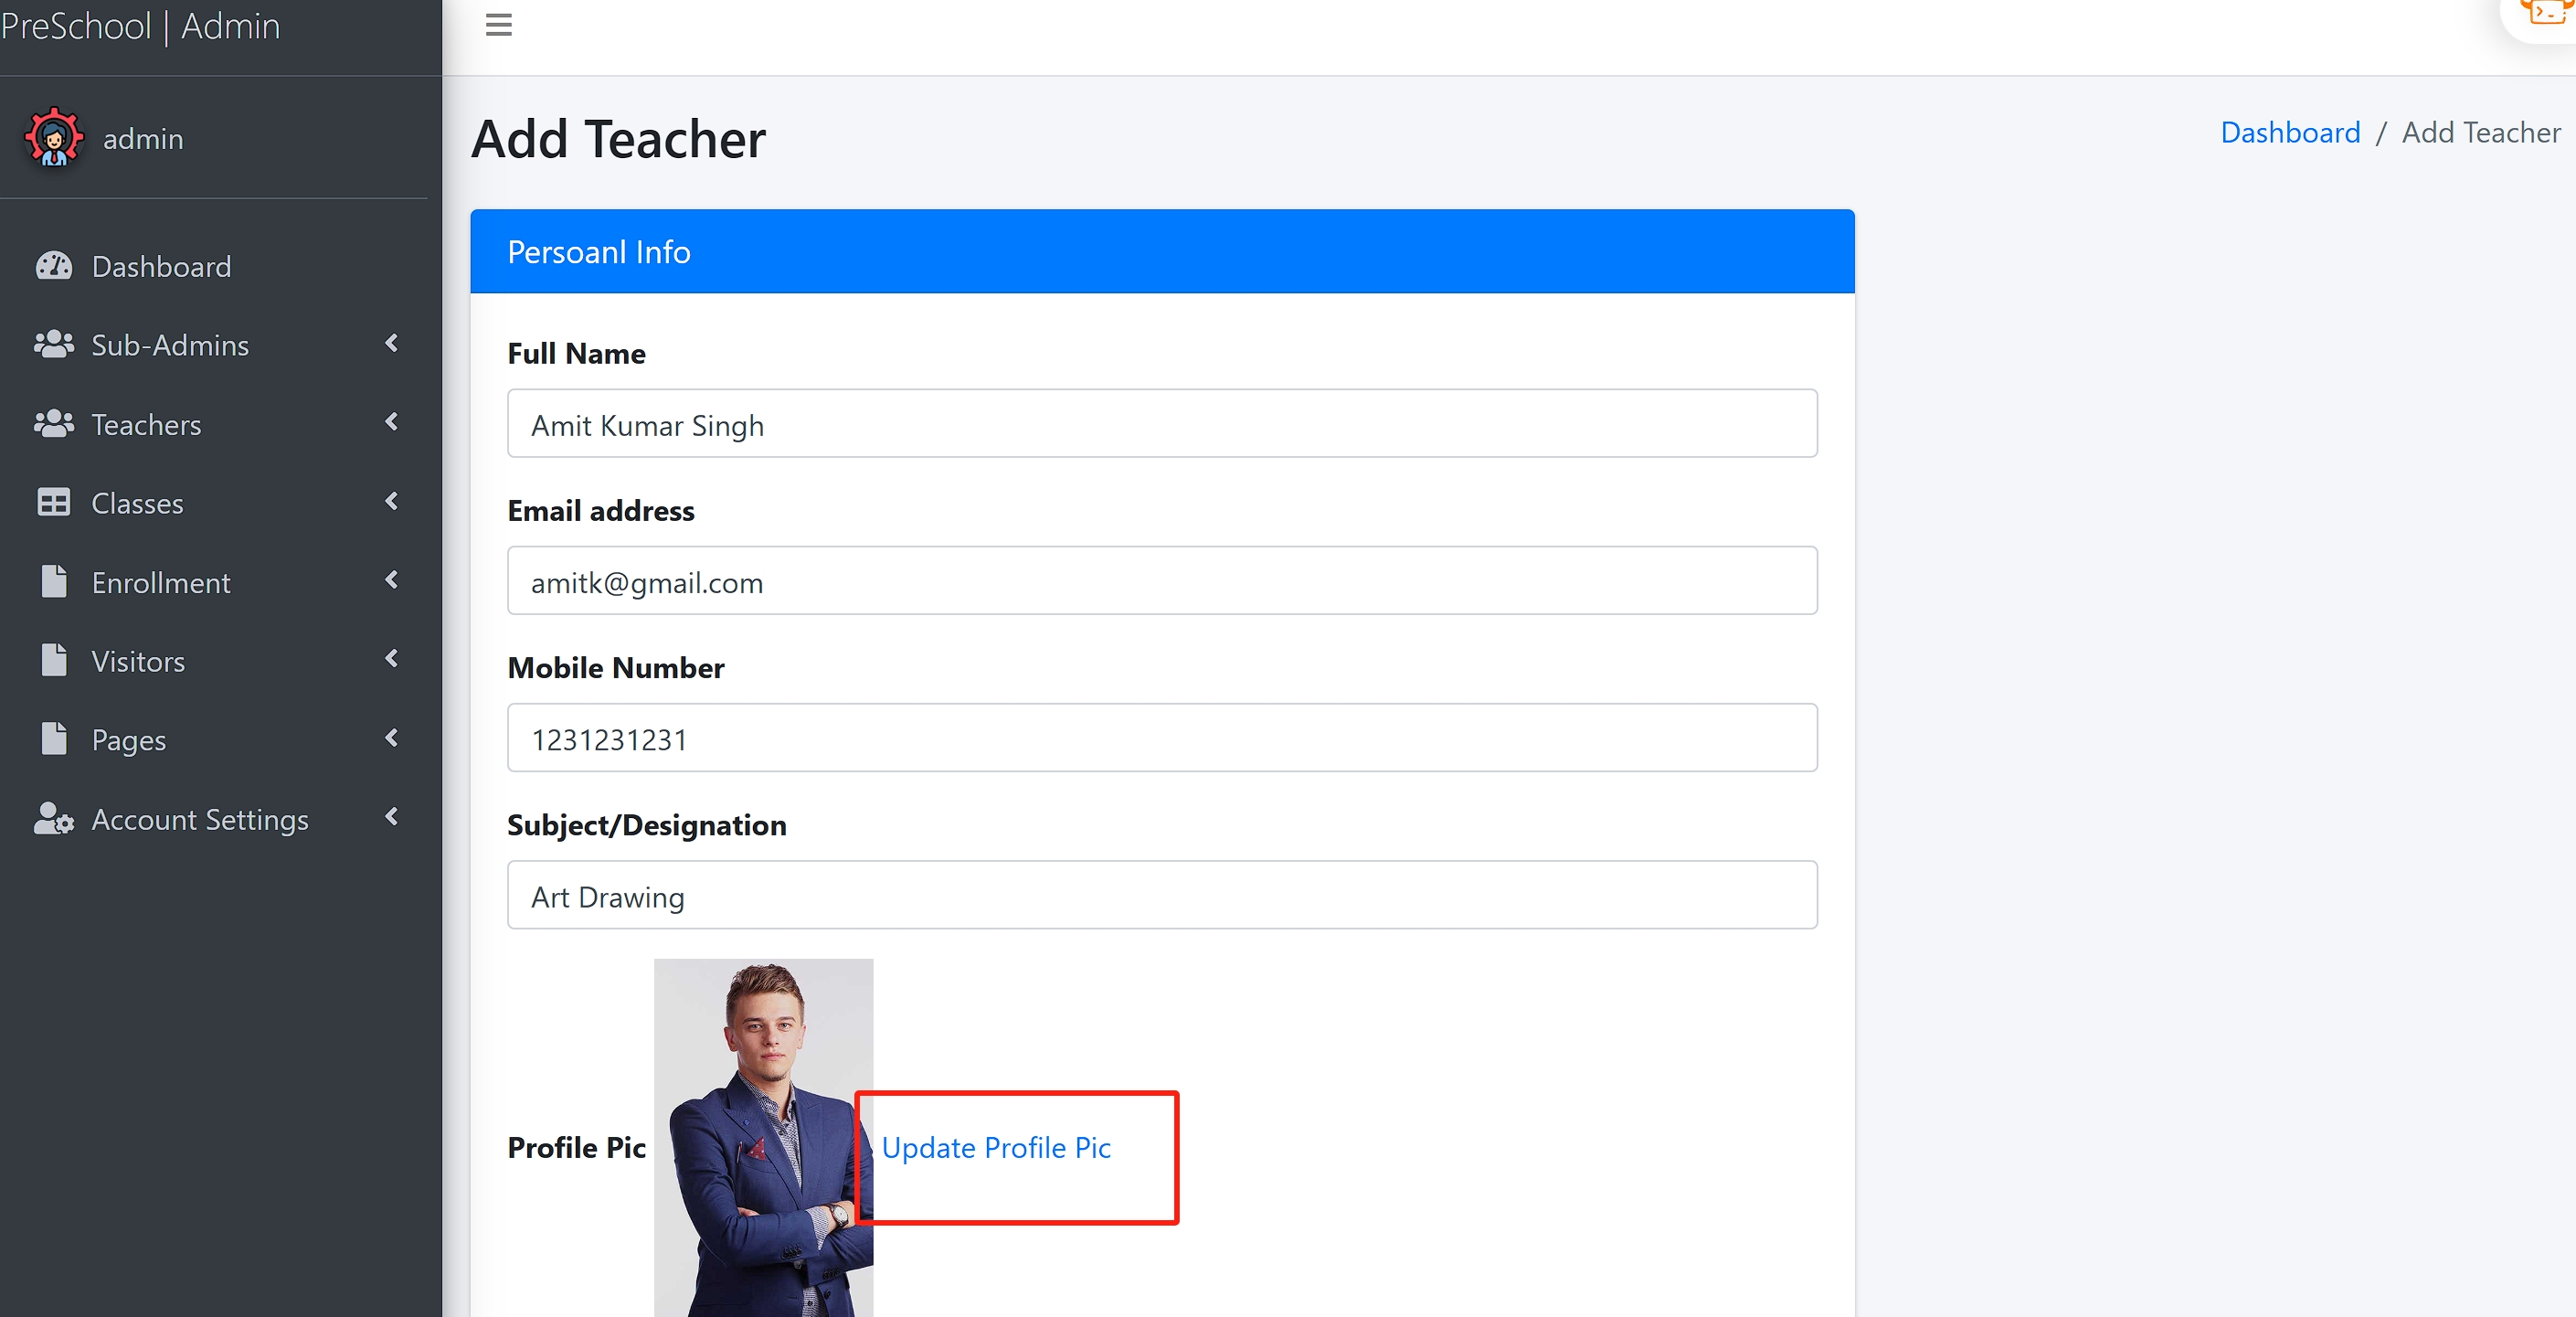 PreSchool | Admin
admin
Dashboard
Sub-Admins
Teachers
Classes
Enrollment
Visitors
Pages
Account Settings
Add Teacher
Dashboard / Add Teacher
Persoanl Info
Full Name
Amit Kumar Singh
Email address
amitk@gmail.com
Mobile Number
1231231231
Subject/Designation
Art Drawing
Profile Pic
Update Profile Pic